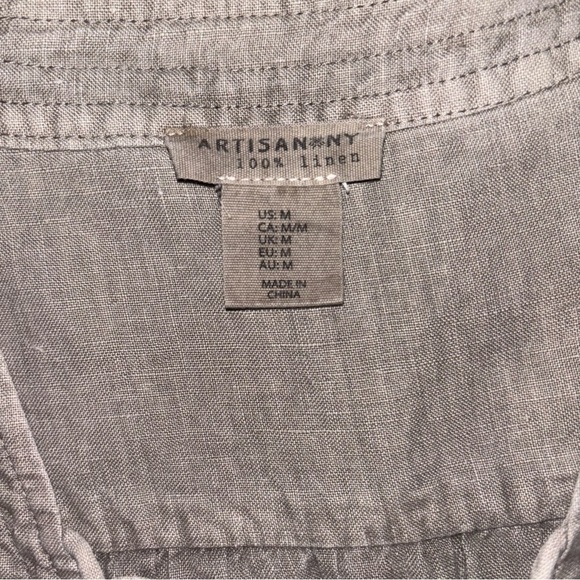 ARTISAN*NY
100% linen
US: M
CA: M/M
UK: M
EU: M
AU: M
MADE IN
CHINA